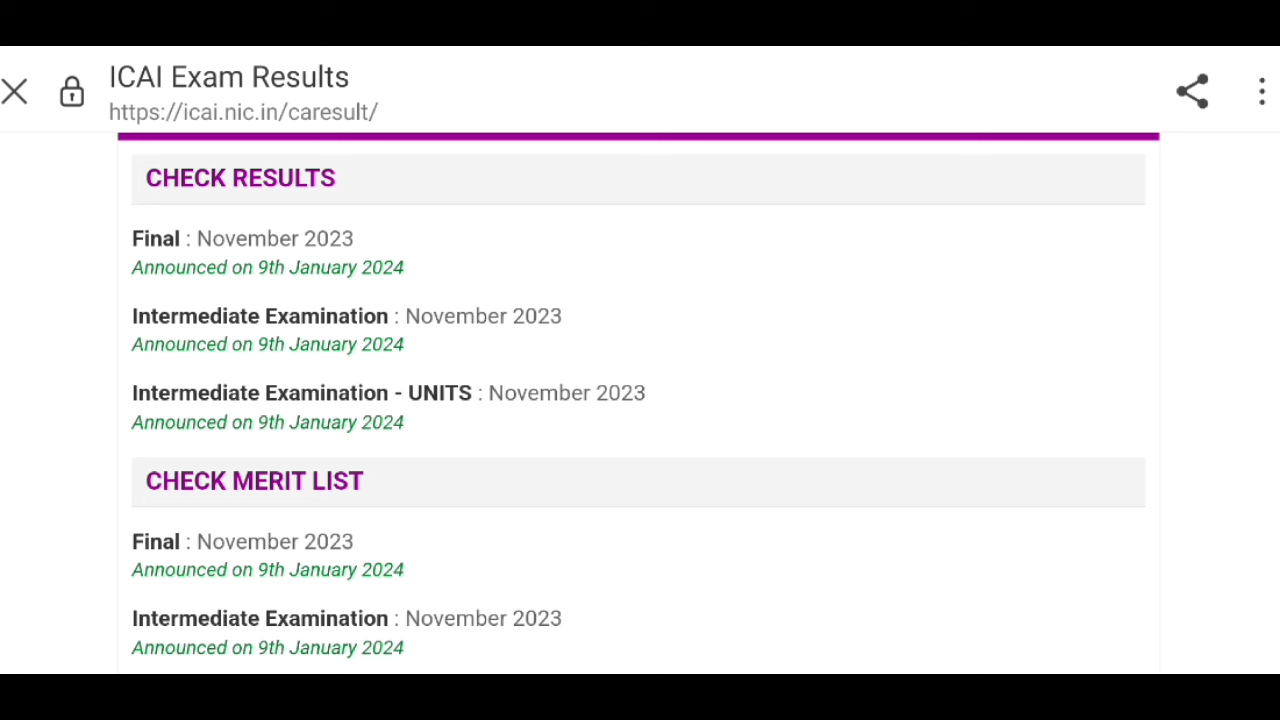 ICAI Exam Results
https://icai.nic.in/caresult/
CHECK RESULTS
Final : November 2023
Announced on 9th January 2024
Intermediate Examination : November 2023
Announced on 9th January 2024
Intermediate Examination - UNITS : November 2023
Announced on 9th January 2024
CHECK MERIT LIST
Final : November 2023
Announced on 9th January 2024
Intermediate Examination : November 2023
Announced on 9th January 2024